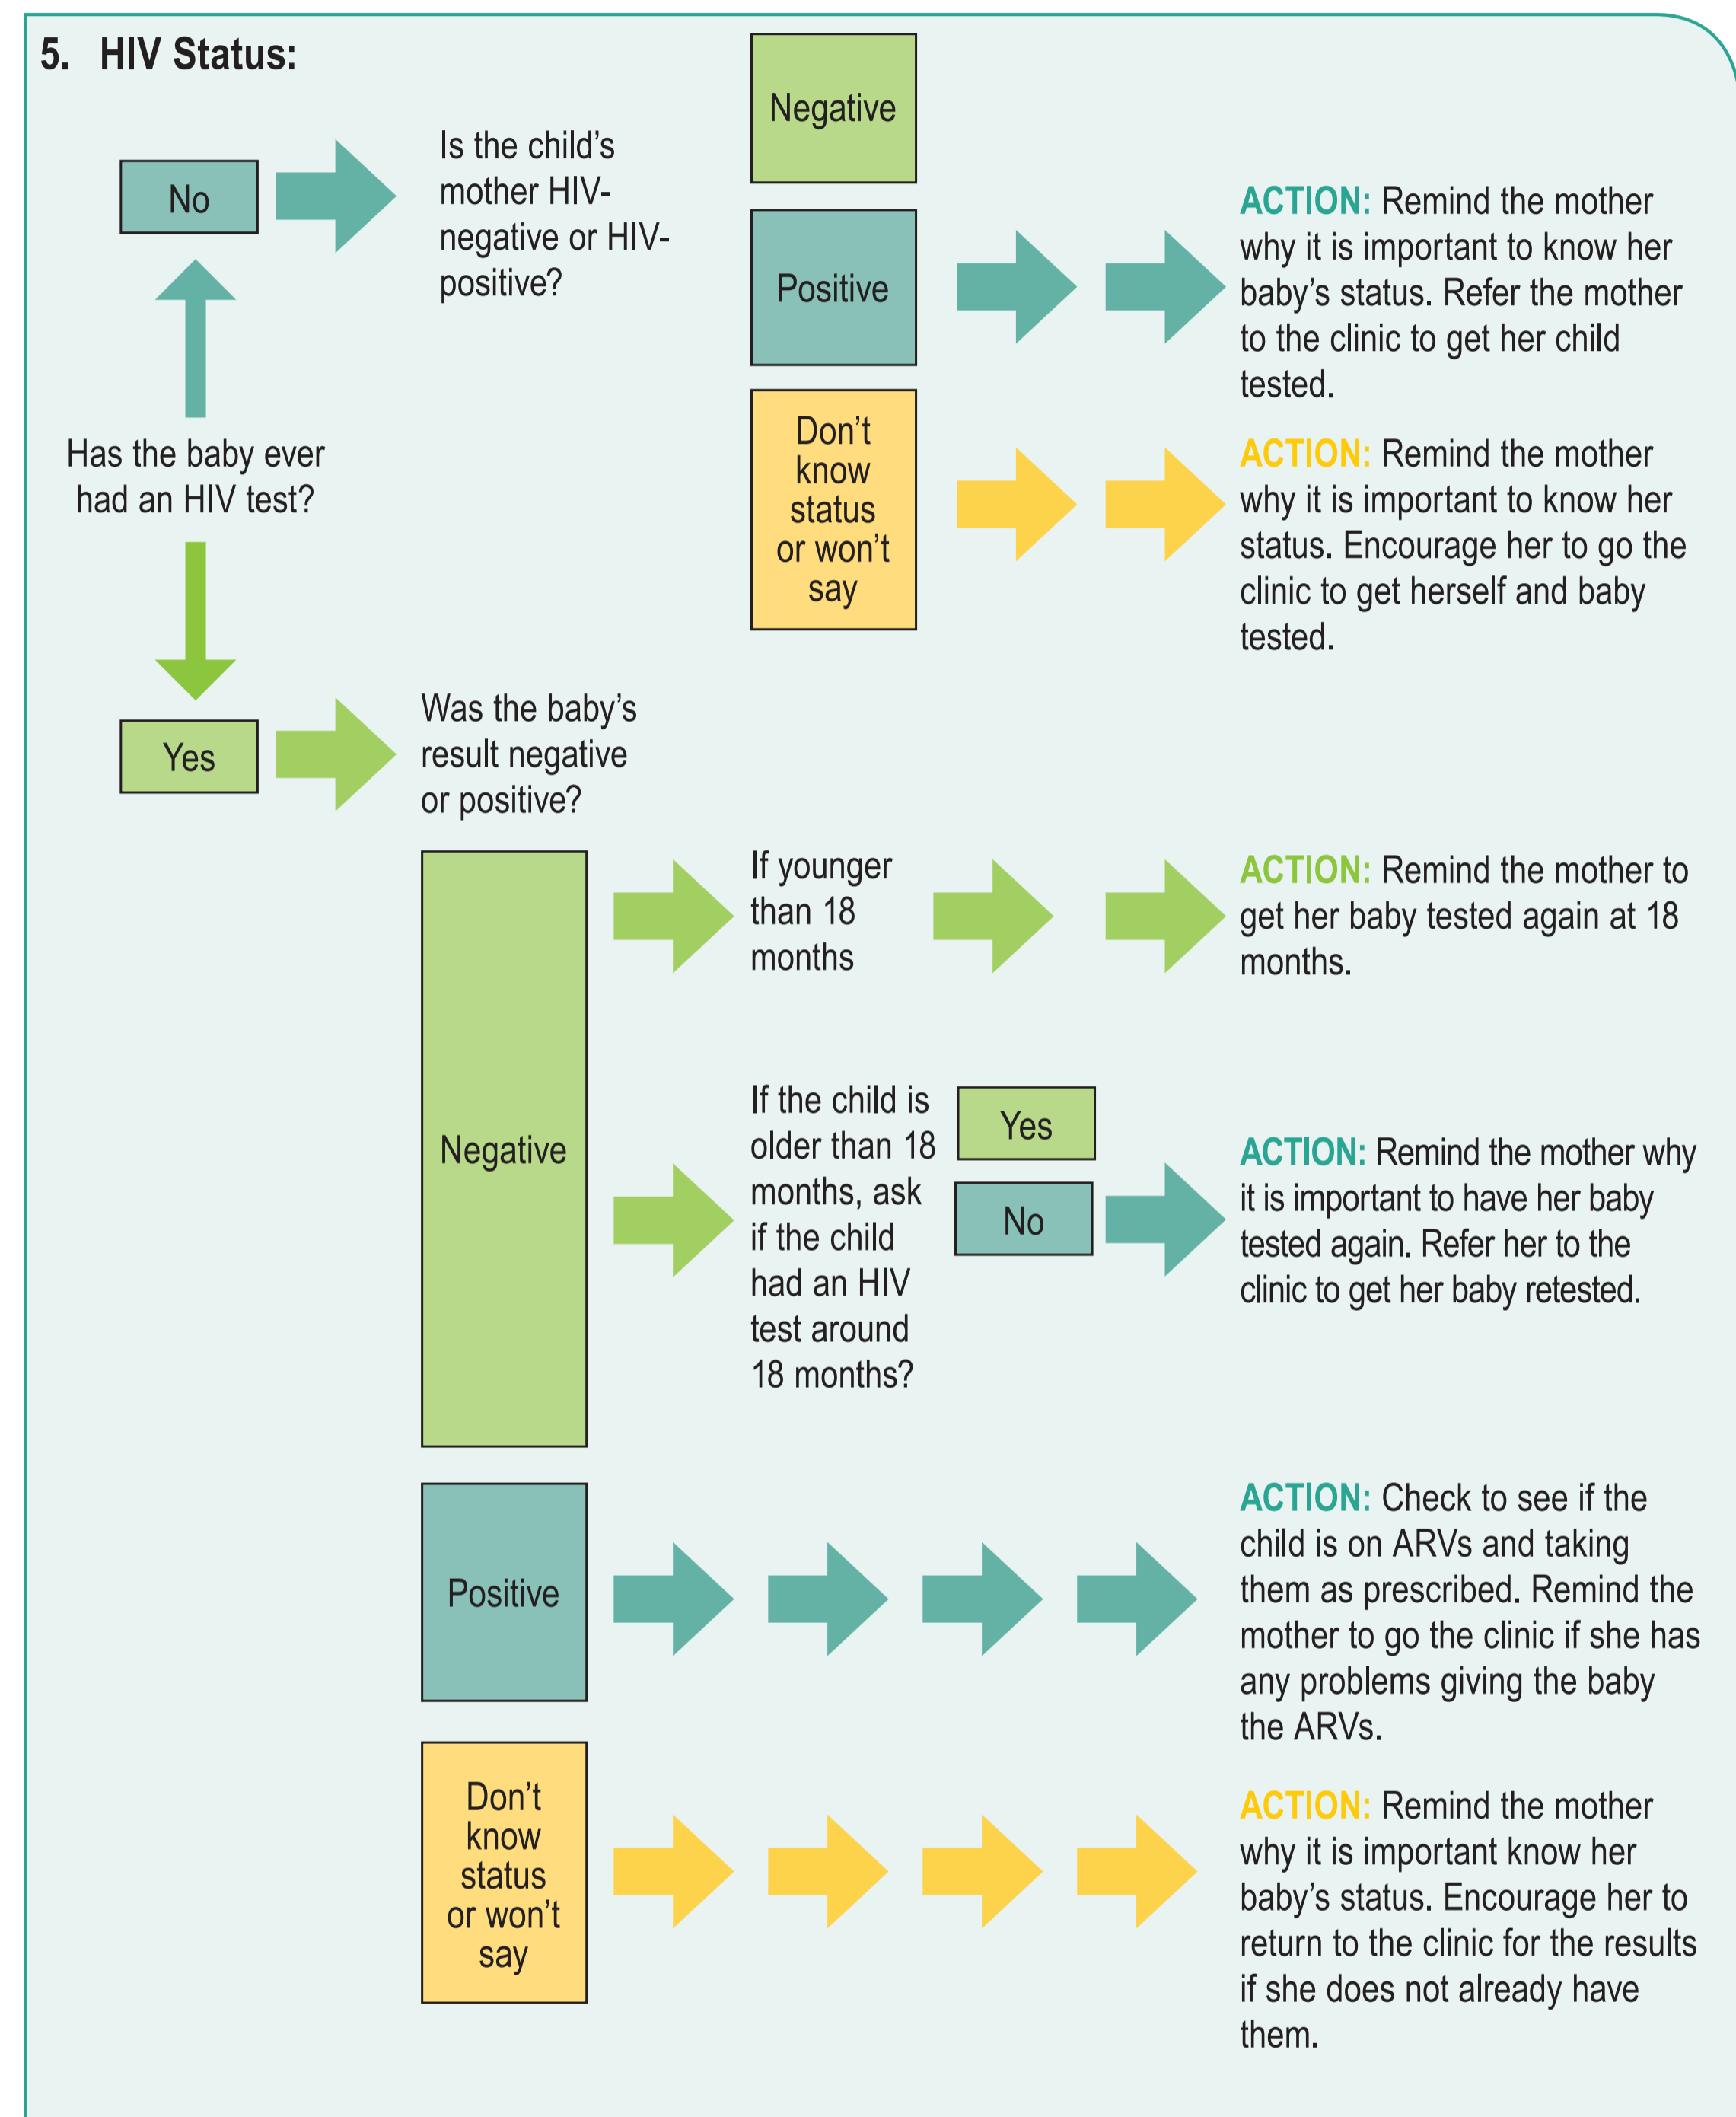 5. HIV Status:
No
Is the child’s
mother HIV-
negative or HIV-
positive?
Negative
Positive
ACTION: Remind the mother
why it is important to know her
baby’s status. Refer the mother
to the clinic to get her child
tested.
Don’t
know
status
or won’t
say
ACTION: Remind the mother
why it is important to know her
status. Encourage her to go the
clinic to get herself and baby
tested.
Has the baby ever
had an HIV test?
Yes
Was the baby’s
result negative
or positive?
Negative
If younger
than 18
months
ACTION: Remind the mother to
get her baby tested again at 18
months.
If the child is
older than 18
months, ask
if the child
had an HIV
test around
18 months?
Yes
No
ACTION: Remind the mother why
it is important to have her baby
tested again. Refer her to the
clinic to get her baby retested.
Positive
ACTION: Check to see if the
child is on ARVs and taking
them as prescribed. Remind the
mother to go the clinic if she has
any problems giving the baby
the ARVs.
Don’t
know
status
or won’t
say
ACTION: Remind the mother
why it is important know her
baby’s status. Encourage her to
return to the clinic for the results
if she does not already have
them.